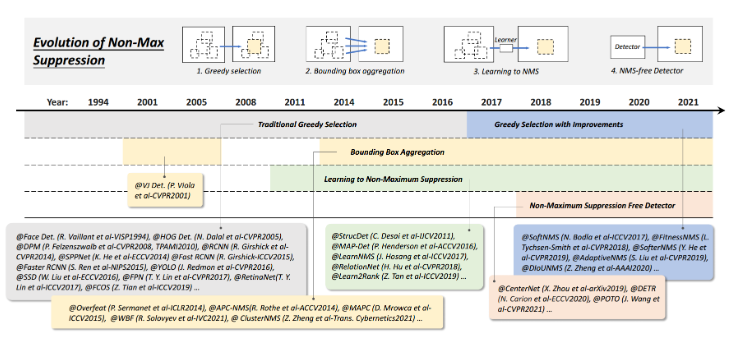 Evolution of Non-Max
Suppression
Learner
Detector
1. Greedy selection
2. Bounding box aggregation
3. Learning to NMS
4. NMS-free Detector
Year: 1994 2001 2005 2008 2011 2014 2015 2016 2017 2018 2019 2020 2021
Traditional Greedy Selection
Greedy Selection with Improvements
Bounding Box Aggregation
Learning to Non-Maximum Suppression
Non-Maximum Suppression Free Detector
@VJ Det. (P. Viola
et al-CVPR2001)
@Face Det. (R. Vaillant et al-VISP1994), @HOG Det. (N. Dalal et al-CVPR2005),
@DPM (P. Felzenszwalb et al-CVPR2008, TPAMI2010), @RCNN (R. Girshick et al-
CVPR2014), @SPPNet (K. He et al-ECCV2014) @Fast RCNN (R. Girshick-ICCV2015),
@Faster RCNN (S. Ren et al-NIPS2015), @YOLO (J. Redmon et al-CVPR2016),
@SSD (W. Liu et al-ECCV2016), @FPN (T. Y. Lin et al-CVPR2017), @RetinaNet(T. Y.
Lin et al-ICCV2017), @FCOS (Z. Tian et al-ICCV2019) ...
@StrucDet (C. Desai et al-IJCV2011),
@MAP-Det (P. Henderson et al-ACCV2016),
@LearnNMS (J. Hosang et al-ICCV2017),
@RelationNet (H. Hu et al-CVPR2018),
@Learn2Rank (Z. Tan et al-ICCV2019) ...
@SoftNMS (N. Bodla et al-ICCV2017), @FitnessNMS (L.
Tychsen-Smith et al-CVPR2018), @SofterNMS (Y. He
et al-CVPR2019), @AdaptiveNMS (S. Liu et al-CVPR2019),
@DIoUNMS (Z. Zheng et al-AAAI2020) ...
@CenterNet (X. Zhou et al-arXiv2019), @DETR
(N. Carion et al-ECCV2020), @POTO (J. Wang et
al-CVPR2021) ...
@Overfeat (P. Sermanet et al-ICLR2014), @APC-NMS(R. Rothe et al-ACCV2014), @MAPC (D. Mrowca et al-
ICCV2015), @WBF (R. Solovyev et al-IVC2021), @ ClusterNMS (Z. Zheng et al-Trans. Cybernetics2021) ...